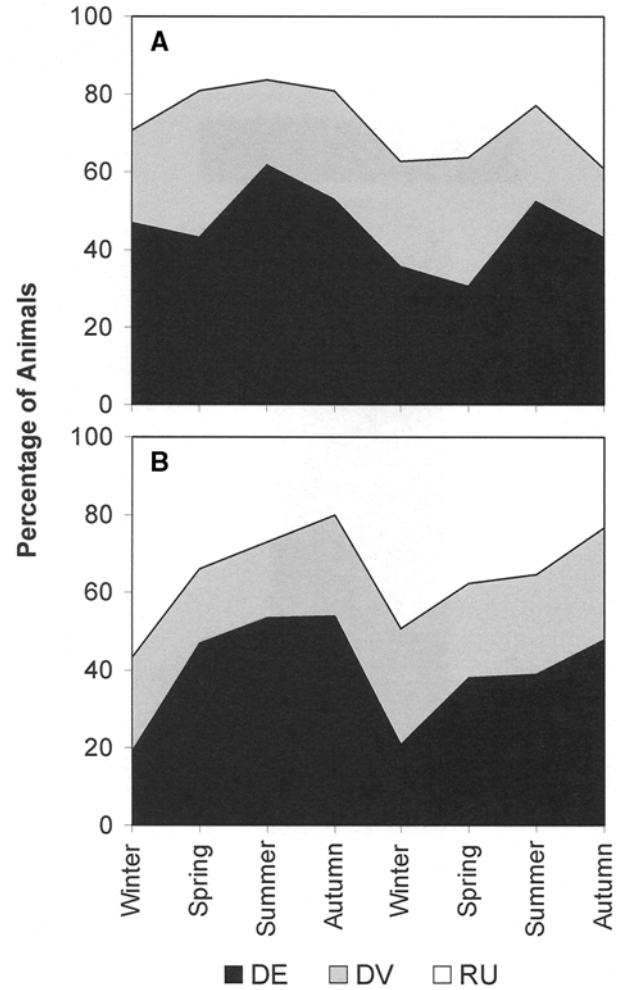 Percentage of Animals
100
80
60
40
20
0
A
100
80
60
40
20
0
B
Winter
Spring
Summer
Autumn
Winter
Spring
Summer
Autumn
DE DV RU